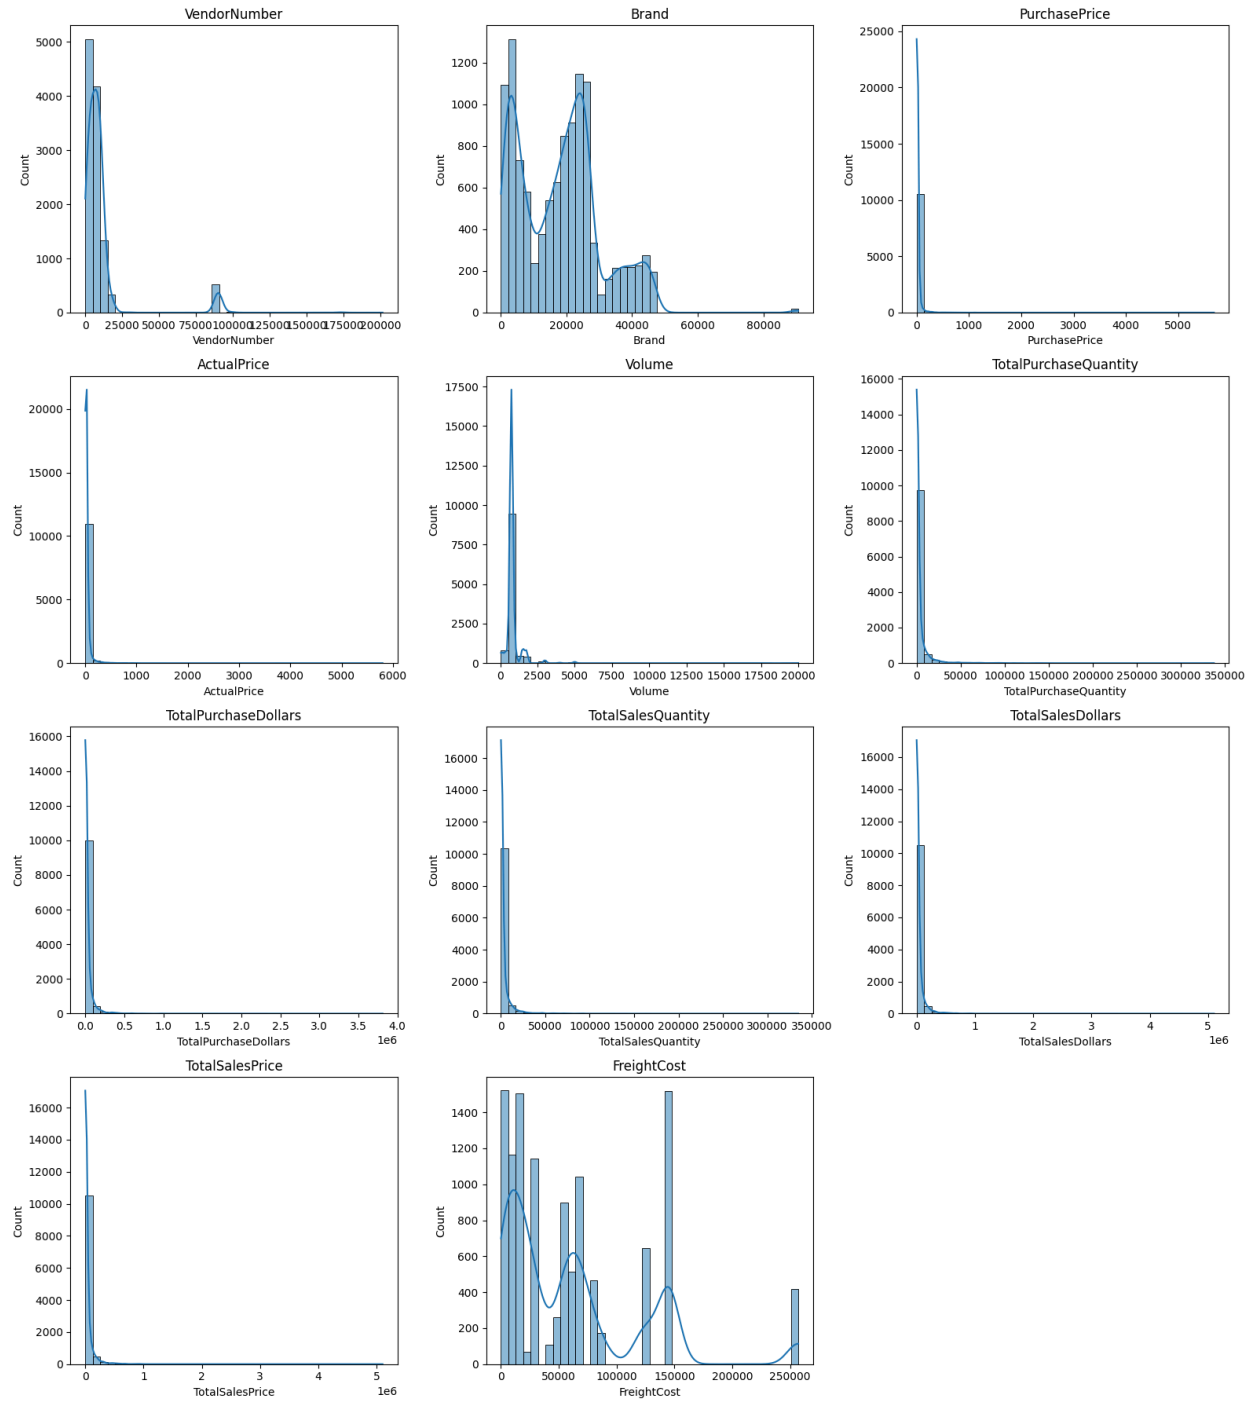 VendorNumber
Count
5000
4000
3000
2000
1000
0
0 25000 50000 75000 100000 125000 150000 175000 200000
VendorNumber
Brand
Count
1200
1000
800
600
400
200
0
0 20000 40000 60000 80000
Brand
PurchasePrice
Count
25000
20000
15000
10000
5000
0
0 1000 2000 3000 4000 5000
PurchasePrice
ActualPrice
Count
20000
15000
10000
5000
0
0 1000 2000 3000 4000 5000 6000
ActualPrice
Volume
Count
17500
15000
12500
10000
7500
5000
2500
0
0 2500 5000 7500 10000 12500 15000 17500 20000
Volume
TotalPurchaseQuantity
Count
16000
14000
12000
10000
8000
6000
4000
2000
0
0 50000 100000 150000 200000 250000 300000 350000
TotalPurchaseQuantity
TotalPurchaseDollars
Count
16000
14000
12000
10000
8000
6000
4000
2000
0
0.0 0.5 1.0 1.5 2.0 2.5 3.0 3.5 4.0
1e6
TotalPurchaseDollars
TotalSalesQuantity
Count
16000
14000
12000
10000
8000
6000
4000
2000
0
0 50000 100000 150000 200000 250000 300000 350000
TotalSalesQuantity
TotalSalesDollars
Count
16000
14000
12000
10000
8000
6000
4000
2000
0
0 1 2 3 4 5
1e6
TotalSalesDollars
TotalSalesPrice
Count
16000
14000
12000
10000
8000
6000
4000
2000
0
0 1 2 3 4 5
1e6
TotalSalesPrice
FreightCost
Count
1400
1200
1000
800
600
400
200
0
0 50000 100000 150000 200000 250000
FreightCost